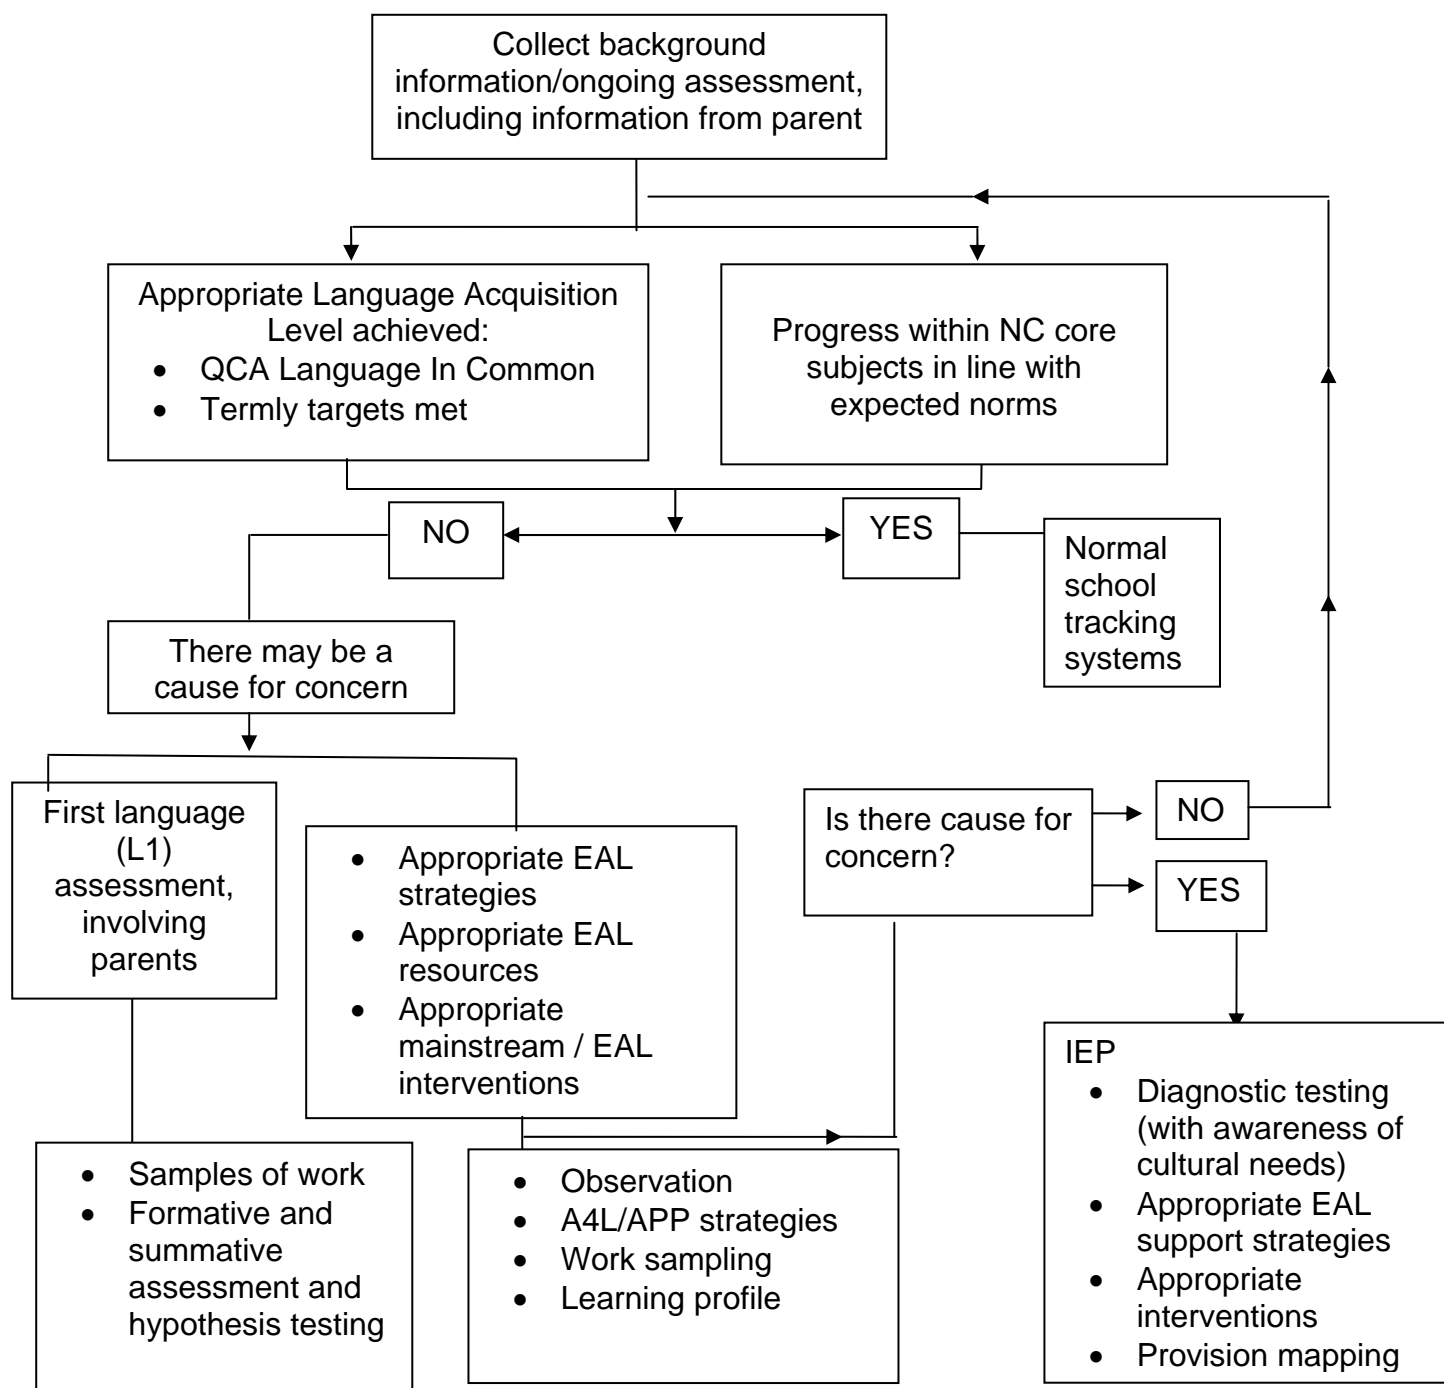 Collect background
information/ongoing assessment,
including information from parent
Appropriate Language Acquisition
Level achieved:
• QCA Language In Common
• Termly targets met
Progress within NC core
subjects in line with
expected norms
NO
YES
Normal
school
tracking
systems
There may be a
cause for concern
First language
(L1)
assessment,
involving
parents
• Appropriate EAL
strategies
• Appropriate EAL
resources
• Appropriate
mainstream / EAL
interventions
Is there cause for
concern?
NO
YES
• Samples of work
• Formative and
summative
assessment and
hypothesis testing
• Observation
• A4L/APP strategies
• Work sampling
• Learning profile
IEP
• Diagnostic testing
(with awareness of
cultural needs)
• Appropriate EAL
support strategies
• Appropriate
interventions
• Provision mapping